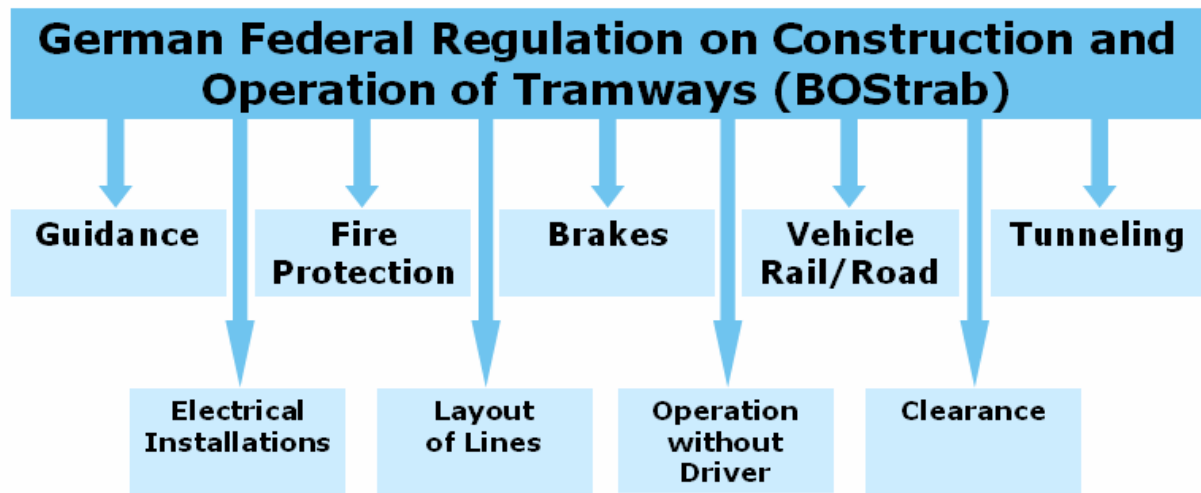 German Federal Regulation on Construction and
Operation of Tramways (BOStrab)
Guidance
Fire
Protection
Brakes
Vehicle
Rail/Road
Tunneling
Electrical
Installations
Layout
of Lines
Operation
without
Driver
Clearance